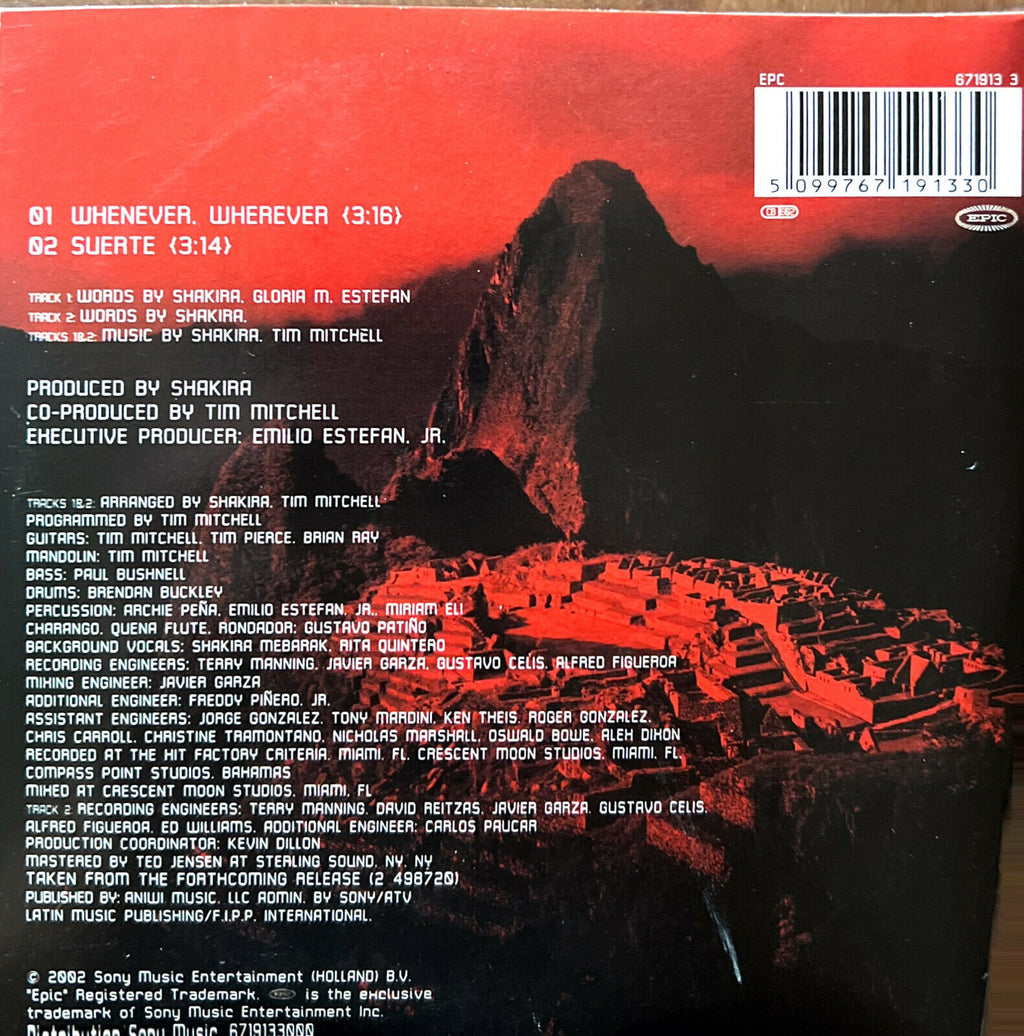 EPC 671913 3
5 099767 191330
CB 6662
EPIC
01 WHENEVER, WHEREVER {3:16}
02 SUERTE {3:14}
TRACK 1: WORDS BY SHAKIRA, GLORIA M. ESTEFAN
TRACK 2: WORDS BY SHAKIRA,
TRACKS 1&2: MUSIC BY SHAKIRA, TIM MITCHELL
PRODUCED BY SHAKIRA
CO-PRODUCED BY TIM MITCHELL
EXECUTIVE PRODUCER: EMILIO ESTEFAN, JR.
TRACKS 1&2: ARRANGED BY SHAKIRA, TIM MITCHELL
PROGRAMMED BY TIM MITCHELL
GUITARS: TIM MITCHELL, TIM PIERCE, BRIAN RAY
MANDOLIN: TIM MITCHELL
BASS: PAUL BUSHNELL
DRUMS: BRENDAN BUCKLEY
PERCUSSION: ARCHIE PEÑA, EMILIO ESTEFAN, JR., MIRIAM ELI
CHARANGO, QUENA FLUTE, RONDADOR: GUSTAVO PATIÑO
BACKGROUND VOCALS: SHAKIRA MEBARAK, RITA QUINTERO
RECORDING ENGINEERS: TERRY MANNING, JAVIER GARZA, GUSTAVO CELIS, ALFRED FIGUEROA
MIXING ENGINEER: JAVIER GARZA
ADDITIONAL ENGINEER: FREDDY PIÑERO, JR.
ASSISTANT ENGINEERS: JORGE GONZALEZ, TONY MARDINI, KEN THEIS, ROGER GONZALEZ,
CHRIS CARROLL, CHRISTINE TRAMONTANO, NICHOLAS MARSHALL, OSWALD BOWE, ALEX DIXON
RECORDED AT THE HIT FACTORY CRITERIA, MIAMI, FL, CRESCENT MOON STUDIOS, MIAMI, FL,
COMPASS POINT STUDIOS, BAHAMAS
MIXED AT CRESCENT MOON STUDIOS, MIAMI, FL
TRACK 2 RECORDING ENGINEERS: TERRY MANNING, DAVID REITZAS, JAVIER GARZA, GUSTAVO CELIS,
ALFRED FIGUEROA, ED WILLIAMS, ADDITIONAL ENGINEER: CARLOS PAUCAR
PRODUCTION COORDINATOR: KEVIN DILLON
MASTERED BY TED JENSEN AT STERLING SOUND, NY, NY
TAKEN FROM THE FORTHCOMING RELEASE (2 498720)
PUBLISHED BY: ANIWI MUSIC, LLC ADMIN. BY SONY/ATV
LATIN MUSIC PUBLISHING/F.I.P.P. INTERNATIONAL.
© 2002 Sony Music Entertainment (HOLLAND) B.V.
"Epic" Registered Trademark. EPIC is the exclusive
trademark of Sony Music Entertainment Inc.
Distribution Sony Music 6719133000